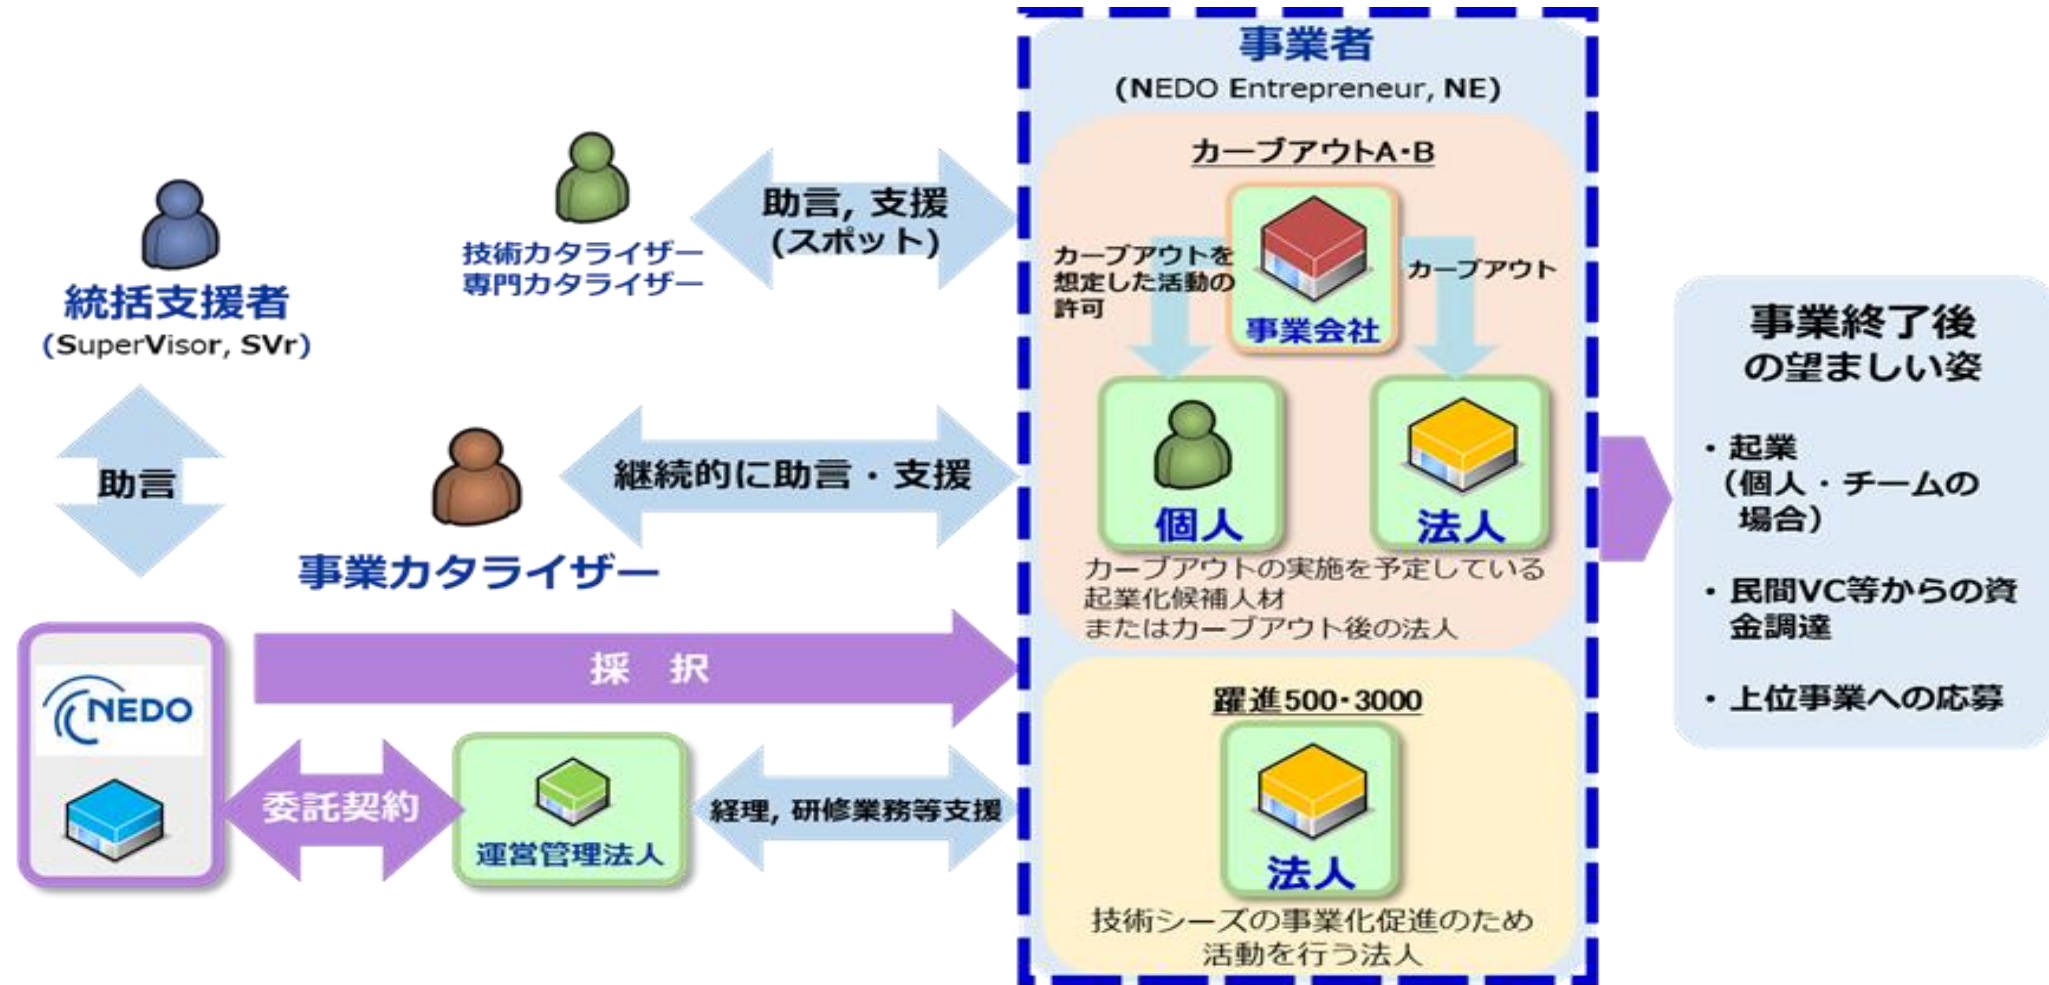 統括支援者
(SuperVisor, SVr)
助言
技術カタライザー
専門カタライザー
助言, 支援
(スポット)
事業カタライザー
継続的に助言・支援
採　択
NEDO
委託契約
運営管理法人
経理, 研修業務等支援
事業者
(NEDO Entrepreneur, NE)
カーブアウトA・B
カーブアウトを
想定した活動の
許可
事業会社
カーブアウト
個人
法人
カーブアウトの実施を予定している
起業化候補人材
またはカーブアウト後の法人
躍進500・3000
法人
技術シーズの事業化促進のため
活動を行う法人
事業終了後
の望ましい姿
・起業
（個人・チームの
場合）
・民間VC等からの資
金調達
・上位事業への応募